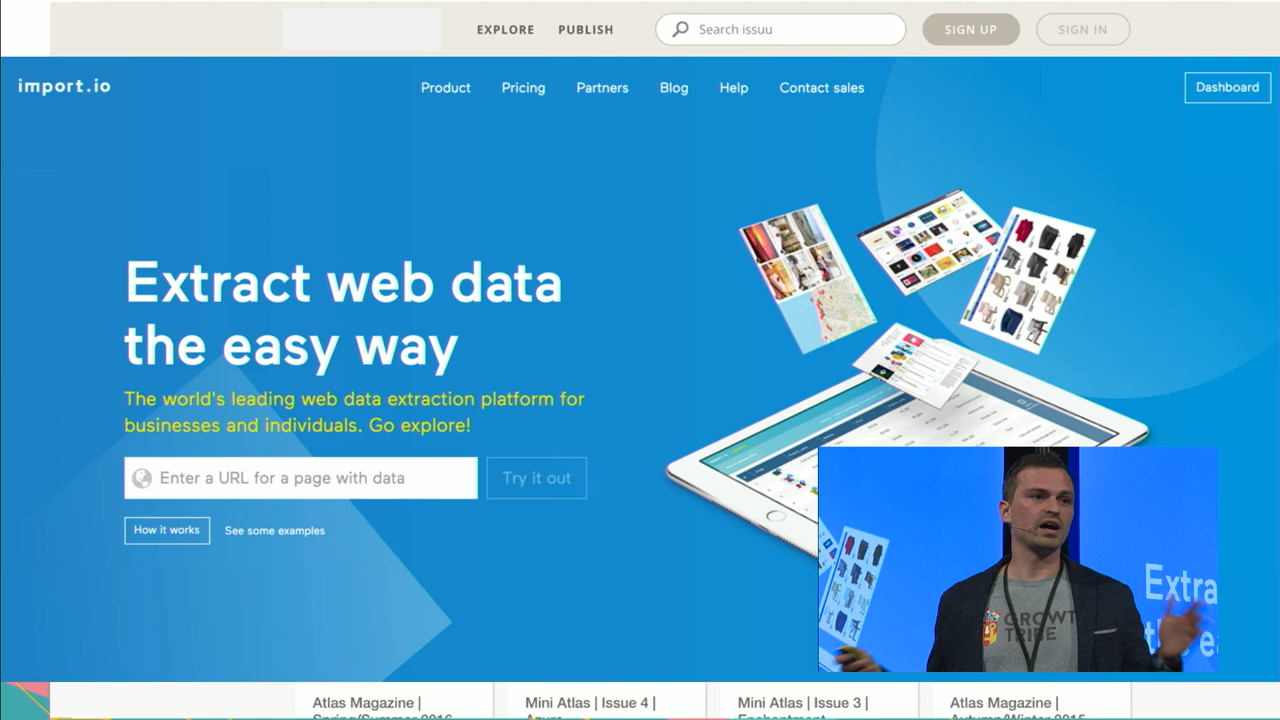 EXPLORE PUBLISH Search issuu SIGN UP SIGN IN
import.io Product Pricing Partners Blog Help Contact sales Dashboard
Extract web data
the easy way
The world's leading web data extraction platform for
businesses and individuals. Go explore!
Enter a URL for a page with data Try it out
How it works See some examples
Extra
GROWT
TRIBE
the ea
Atlas Magazine | Mini Atlas | Issue 4 | Mini Atlas | Issue 3 | Atlas Magazine |
Spring/Summer 2016 Azure Enchantment Autumn/Winter 2015